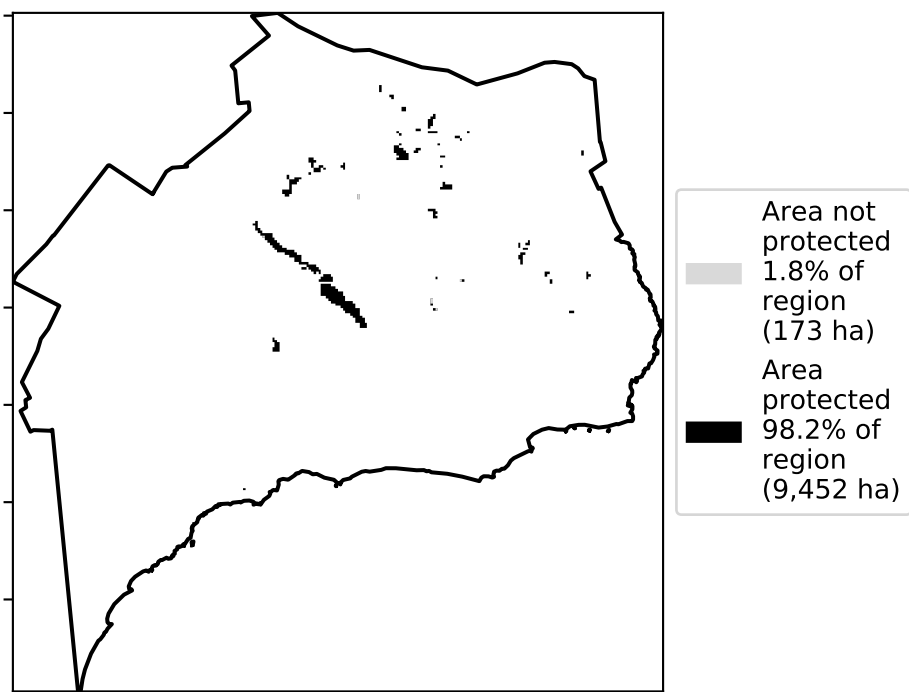 Area not
protected
1.8% of
region
(173 ha)
Area
protected
98.2% of
region
(9,452 ha)